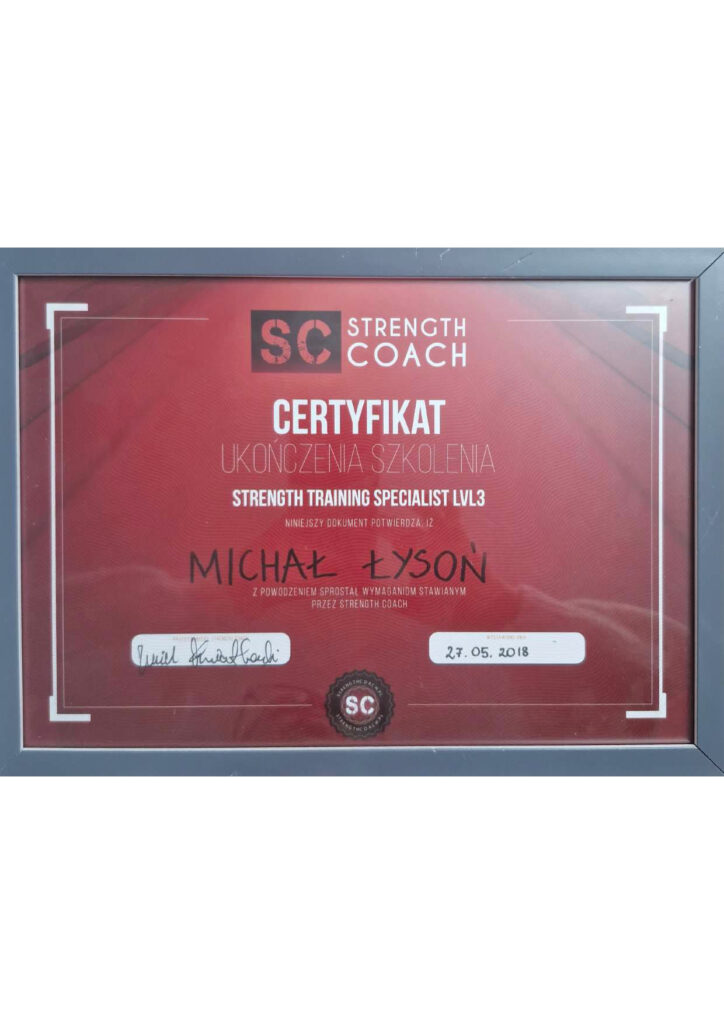 SC STRENGTH
COACH
CERTYFIKAT
UKOŃCZENIA SZKOLENIA
STRENGTH TRAINING SPECIALIST LVL3
NINIEJSZY DOKUMENT POTWIERDZA, IŻ
MICHAŁ ŁYSOŃ
Z POWODZENIEM SPROSTAŁ WYMAGANIOM STAWIANYM
PRZEZ STRENGTH COACH
27.05.2018
SC